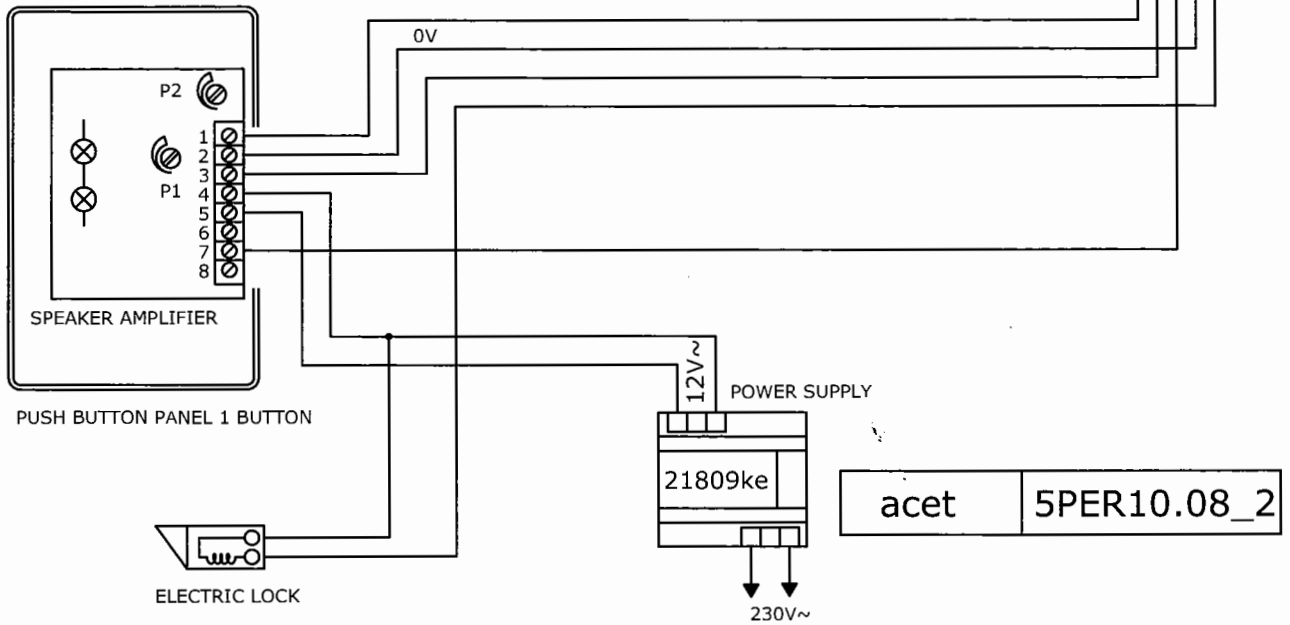 0V
P2
P1
1
2
3
4
5
6
7
8
SPEAKER AMPLIFIER
PUSH BUTTON PANEL 1 BUTTON
12V~
POWER SUPPLY
21809ke
acet 5PER10.08_2
ELECTRIC LOCK
230V~